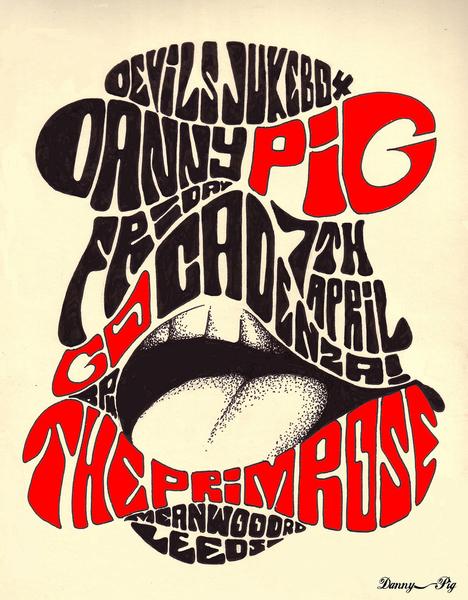 DEVILS JUKEBOX
DANNY PIG
FRIDAY 7TH
CADENZA!
APRIL
THE PRIMROSE
MEANWOOD RD
LEEDS
Danny Pig